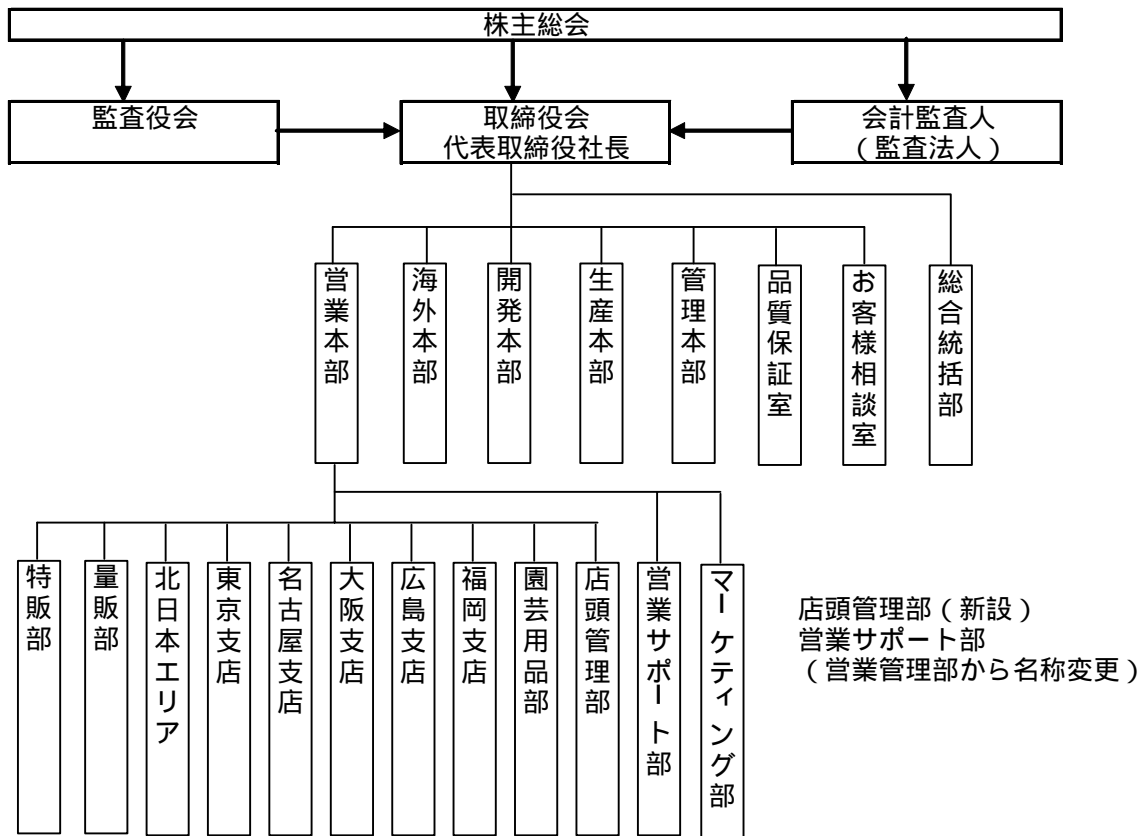 株主総会
監査役会
取締役会
代表取締役社長
会計監査人
（監査法人）
営業本部
海外本部
開発本部
生産本部
管理本部
品質保証室
お客様相談室
総合統括部
特販部
量販部
北日本エリア
東京支店
名古屋支店
大阪支店
広島支店
福岡支店
園芸用品部
店頭管理部
営業サポート部
マーケティング部
店頭管理部（新設）
営業サポート部
（営業管理部から名称変更）